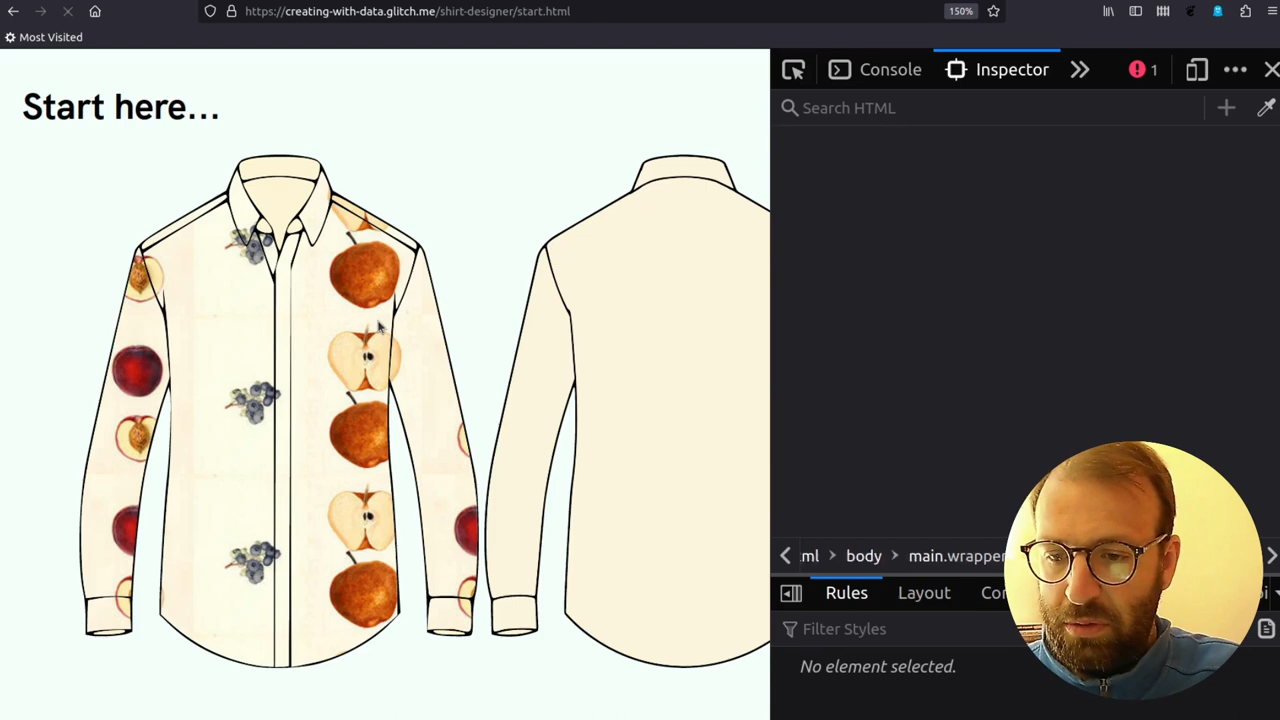 https://creating-with-data.glitch.me/shirt-designer/start.html
150%
Most Visited
Start here...
Console
Inspector
1
Search HTML
ml
body
main.wrapper
Rules
Layout
Filter Styles
No element selected.